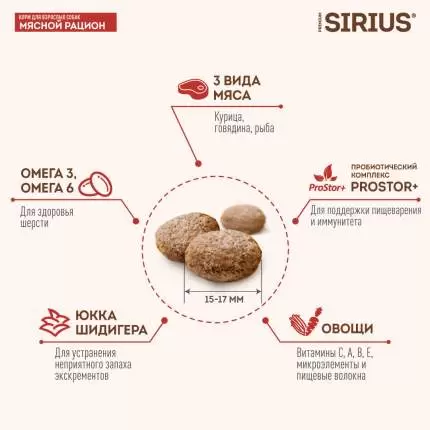 КОРМ ДЛЯ ВЗРОСЛЫХ СОБАК
МЯСНОЙ РАЦИОН
PREMIUM
SIRIUS®
3 ВИДА
МЯСА
Курица,
говядина, рыба
ОМЕГА 3,
ОМЕГА 6
Для здоровья
шерсти
ProStor+
ПРОБИОТИЧЕСКИЙ
КОМПЛЕКС
PROSTOR+
Для поддержки пищеварения
и иммунитета
15-17 ММ
ЮККА
ШИДИГЕРА
Для устранения
неприятного запаха
экскрементов
ОВОЩИ
Витамины С, А, В, Е,
микроэлементы и
пищевые волокна